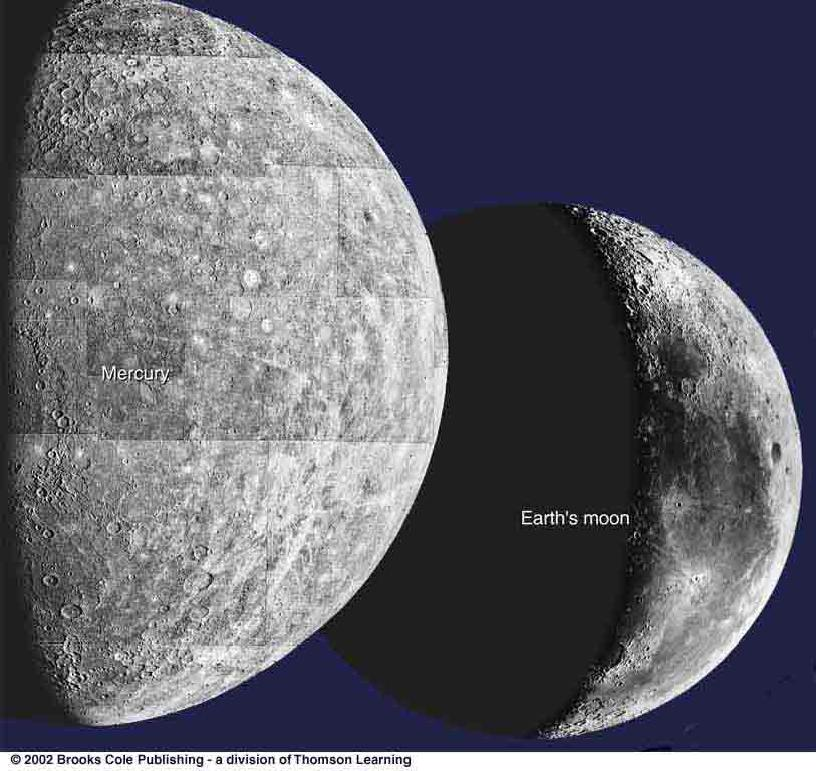 Mercury
Earth's moon
© 2002 Brooks Cole Publishing - a division of Thomson Learning